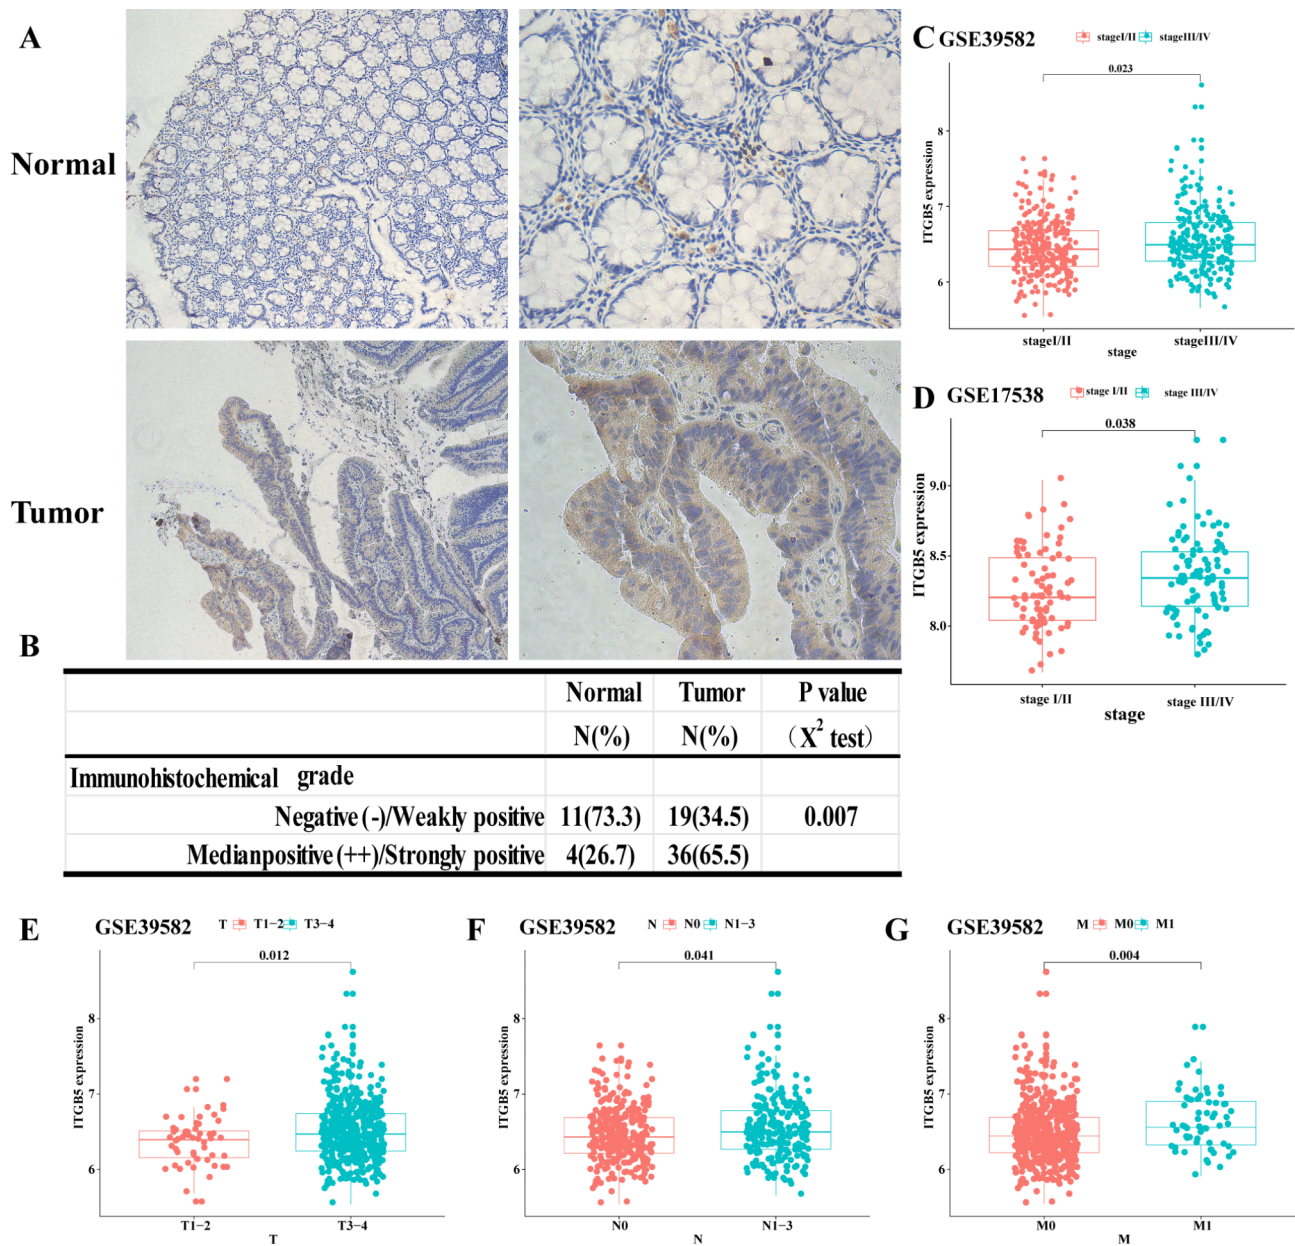 A
Normal
Tumor
B
Normal Tumor P value
N(%) N(%) (X² test)
Immunohistochemical grade
Negative (-)/Weakly positive 11(73.3) 19(34.5) 0.007
Medianpositive (++)/Strongly positive 4(26.7) 36(65.5)
C GSE39582 stageI/II stageIII/IV
0.023
8
7
6
ITGB5 expression
stageI/II stageIII/IV
stage
D GSE17538 stage I/II stage III/IV
0.038
9.0
8.5
8.0
ITGB5 expression
stage I/II stage III/IV
stage
E GSE39582 T T1−2 T3−4
0.012
8
7
6
ITGB5 expression
T1−2 T3−4
T
F GSE39582 N N0 N1−3
0.041
8
7
6
ITGB5 expression
N0 N1−3
N
G GSE39582 M M0 M1
0.004
8
7
6
ITGB5 expression
M0 M1
M